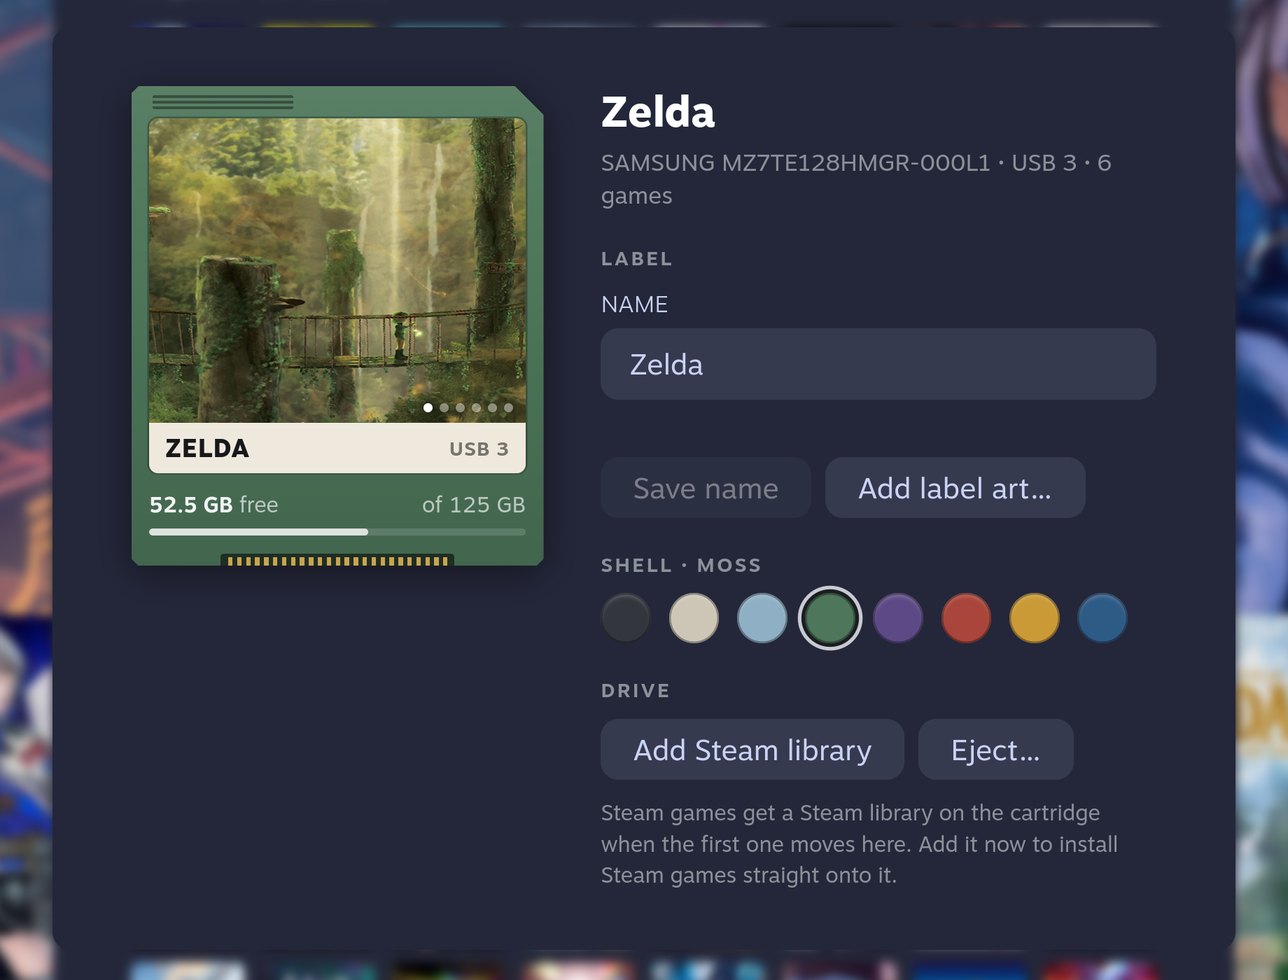 Zelda
SAMSUNG MZ7TE128HMGR-000L1 • USB 3 • 6
games
LABEL
NAME
Zelda
Save name
Add label art...
ZELDA
USB 3
52.5 GB free
of 125 GB
SHELL · MOSS
DRIVE
Add Steam library
Eject...
Steam games get a Steam library on the cartridge
when the first one moves here. Add it now to install
Steam games straight onto it.